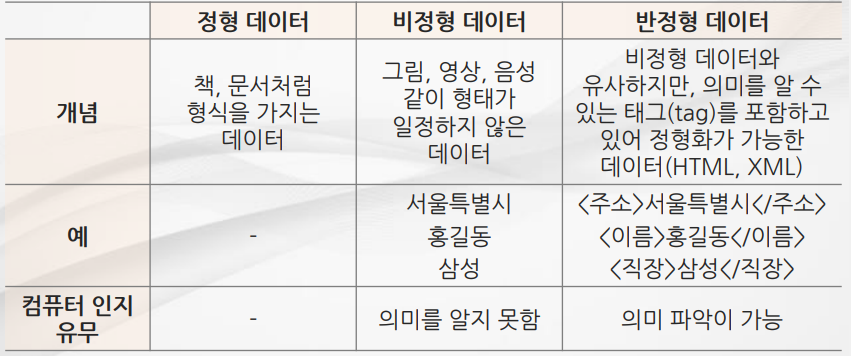 정형 데이터
비정형 데이터
반정형 데이터
개념
책, 문서처럼
형식을 가지는
데이터
그림, 영상, 음성
같이 형태가
일정하지 않은
데이터
비정형 데이터와
유사하지만, 의미를 알 수
있는 태그(tag)를 포함하고
있어 정형화가 가능한
데이터(HTML, XML)
예
-
서울특별시
홍길동
삼성
<주소>서울특별시</주소>
<이름>홍길동</이름>
<직장>삼성</직장>
컴퓨터 인지
유무
-
의미를 알지 못함
의미 파악이 가능